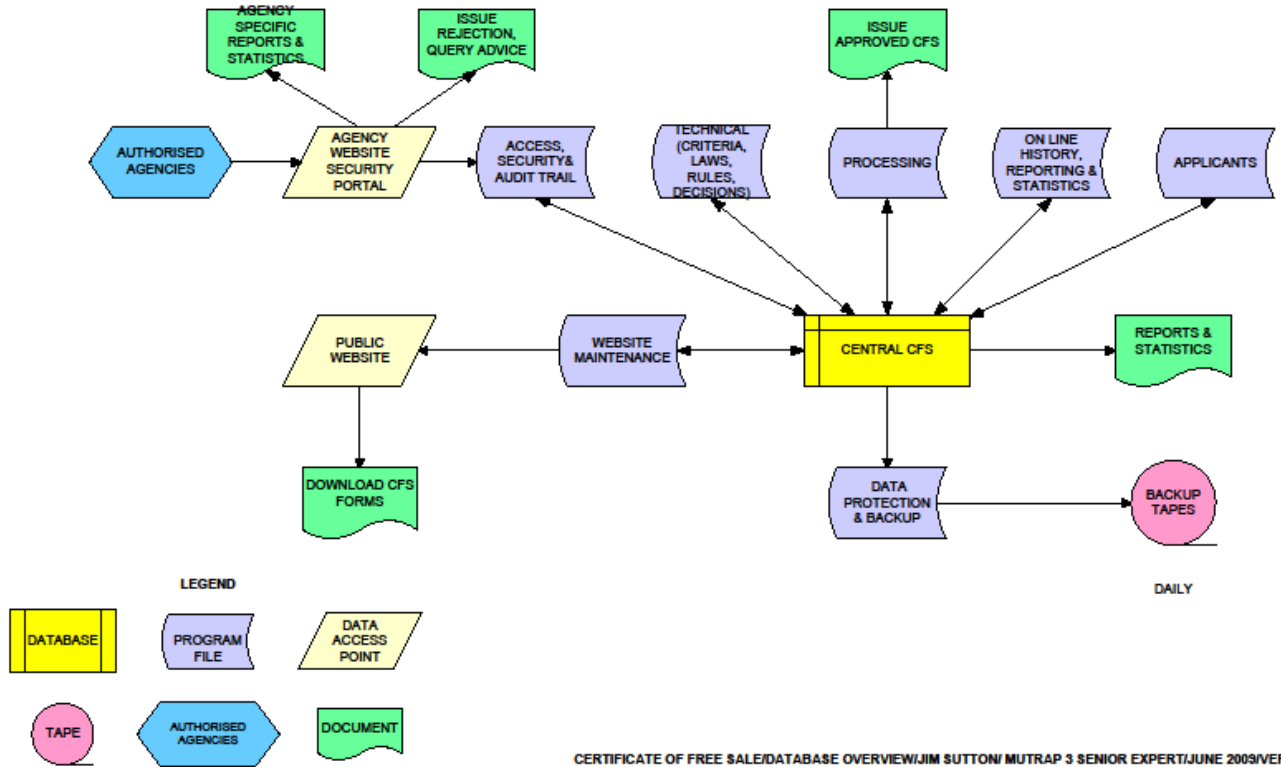 AGENCY
SPECIFIC
REPORTS &
STATISTICS
ISSUE
REJECTION,
QUERY ADVICE
ISSUE
APPROVED CFS
AUTHORISED
AGENCIES
AGENCY
WEBSITE
SECURITY
PORTAL
ACCESS,
SECURITY&
AUDIT TRAIL
TECHNICAL
(CRITERIA,
LAWS,
RULES,
DECISIONS)
PROCESSING
ON LINE
HISTORY,
REPORTING &
STATISTICS
APPLICANTS
PUBLIC
WEBSITE
WEBSITE
MAINTENANCE
CENTRAL CFS
REPORTS &
STATISTICS
DOWNLOAD CFS
FORMS
DATA
PROTECTION
& BACKUP
BACKUP
TAPES
DAILY
LEGEND
DATABASE
PROGRAM
FILE
DATA
ACCESS
POINT
TAPE
AUTHORISED
AGENCIES
DOCUMENT
CERTIFICATE OF FREE SALE/DATABASE OVERVIEW/JIM SUTTON/ MUTRAP 3 SENIOR EXPERT/JUNE 2009/